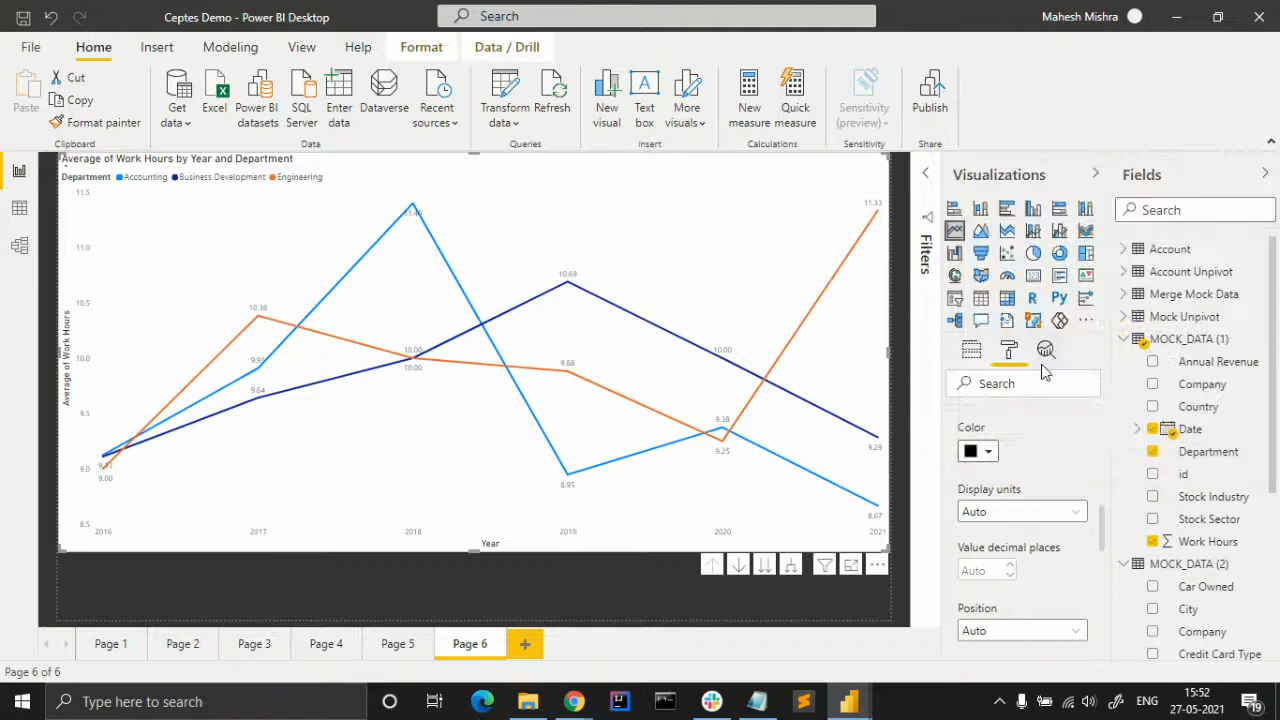 Ceptes Demo - Power BI Desktop
Search
Mahesh Mishra
File
Home
Insert
Modeling
View
Help
Format
Data / Drill
Paste
Cut
Copy
Format painter
Clipboard
Get data
Excel
Power BI datasets
SQL Server
Enter data
Dataverse
Recent sources
Data
Transform data
Refresh
Queries
New visual
Text box
More visuals
Insert
New measure
Quick measure
Calculations
Sensitivity (preview)
Sensitivity
Publish
Share
Average of Work Hours by Year and Department
Department Accounting Business Development Engineering
11.5
11.0
10.5
10.0
9.5
9.0
8.5
Average of Work Hours
9.00
10.38
9.91
9.64
11.40
10.00
10.00
10.69
9.88
8.95
10.00
9.38
9.25
11.33
9.29
8.67
2016
2017
2018
2019
2020
2021
Year
Filters
Visualizations
R
Py
Search
Color
Display units
Auto
Value decimal places
Auto
Position
Auto
Fields
Search
Account
Account Unpivot
Merge Mock Data
Mock Unpivot
MOCK_DATA (1)
Annual Revenue
Company
Country
Date
Department
id
Stock Industry
Stock Sector
Work Hours
MOCK_DATA (2)
Car Owned
City
Company
Credit Card Type
Page 1
Page 2
Page 3
Page 4
Page 5
Page 6
Page 6 of 6
Type here to search
ENG
15:52
27-05-2021
19